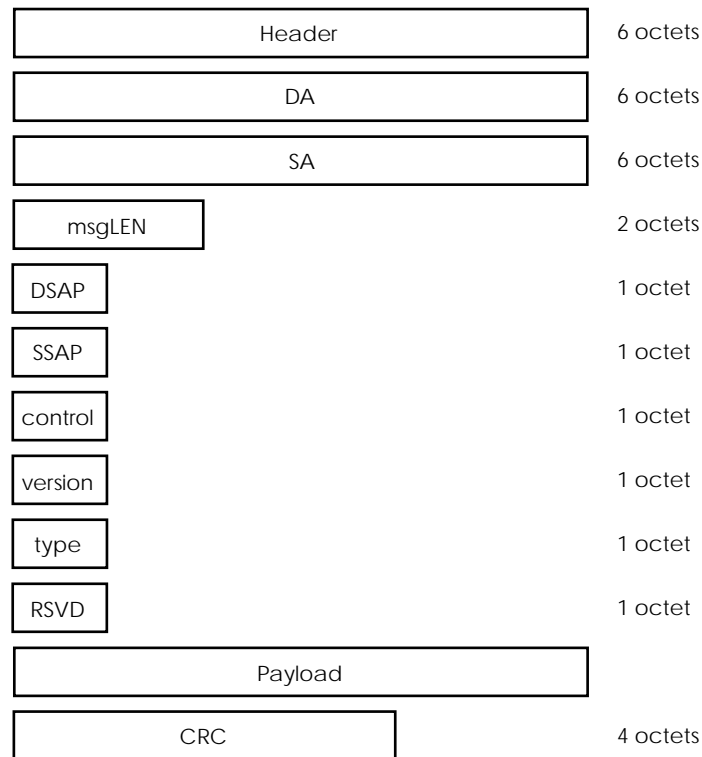 Header 6 octets
DA 6 octets
SA 6 octets
msgLEN 2 octets
DSAP 1 octet
SSAP 1 octet
control 1 octet
version 1 octet
type 1 octet
RSVD 1 octet
Payload
CRC 4 octets